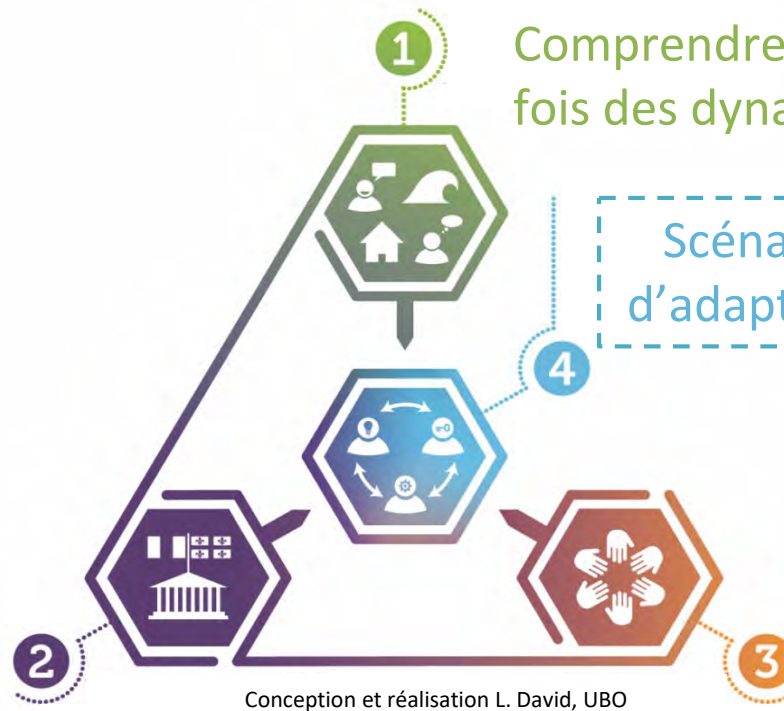 1
Comprendre
fois des dyna
Scéna
d'adapt
4
2
3
Conception et réalisation L. David, UBO